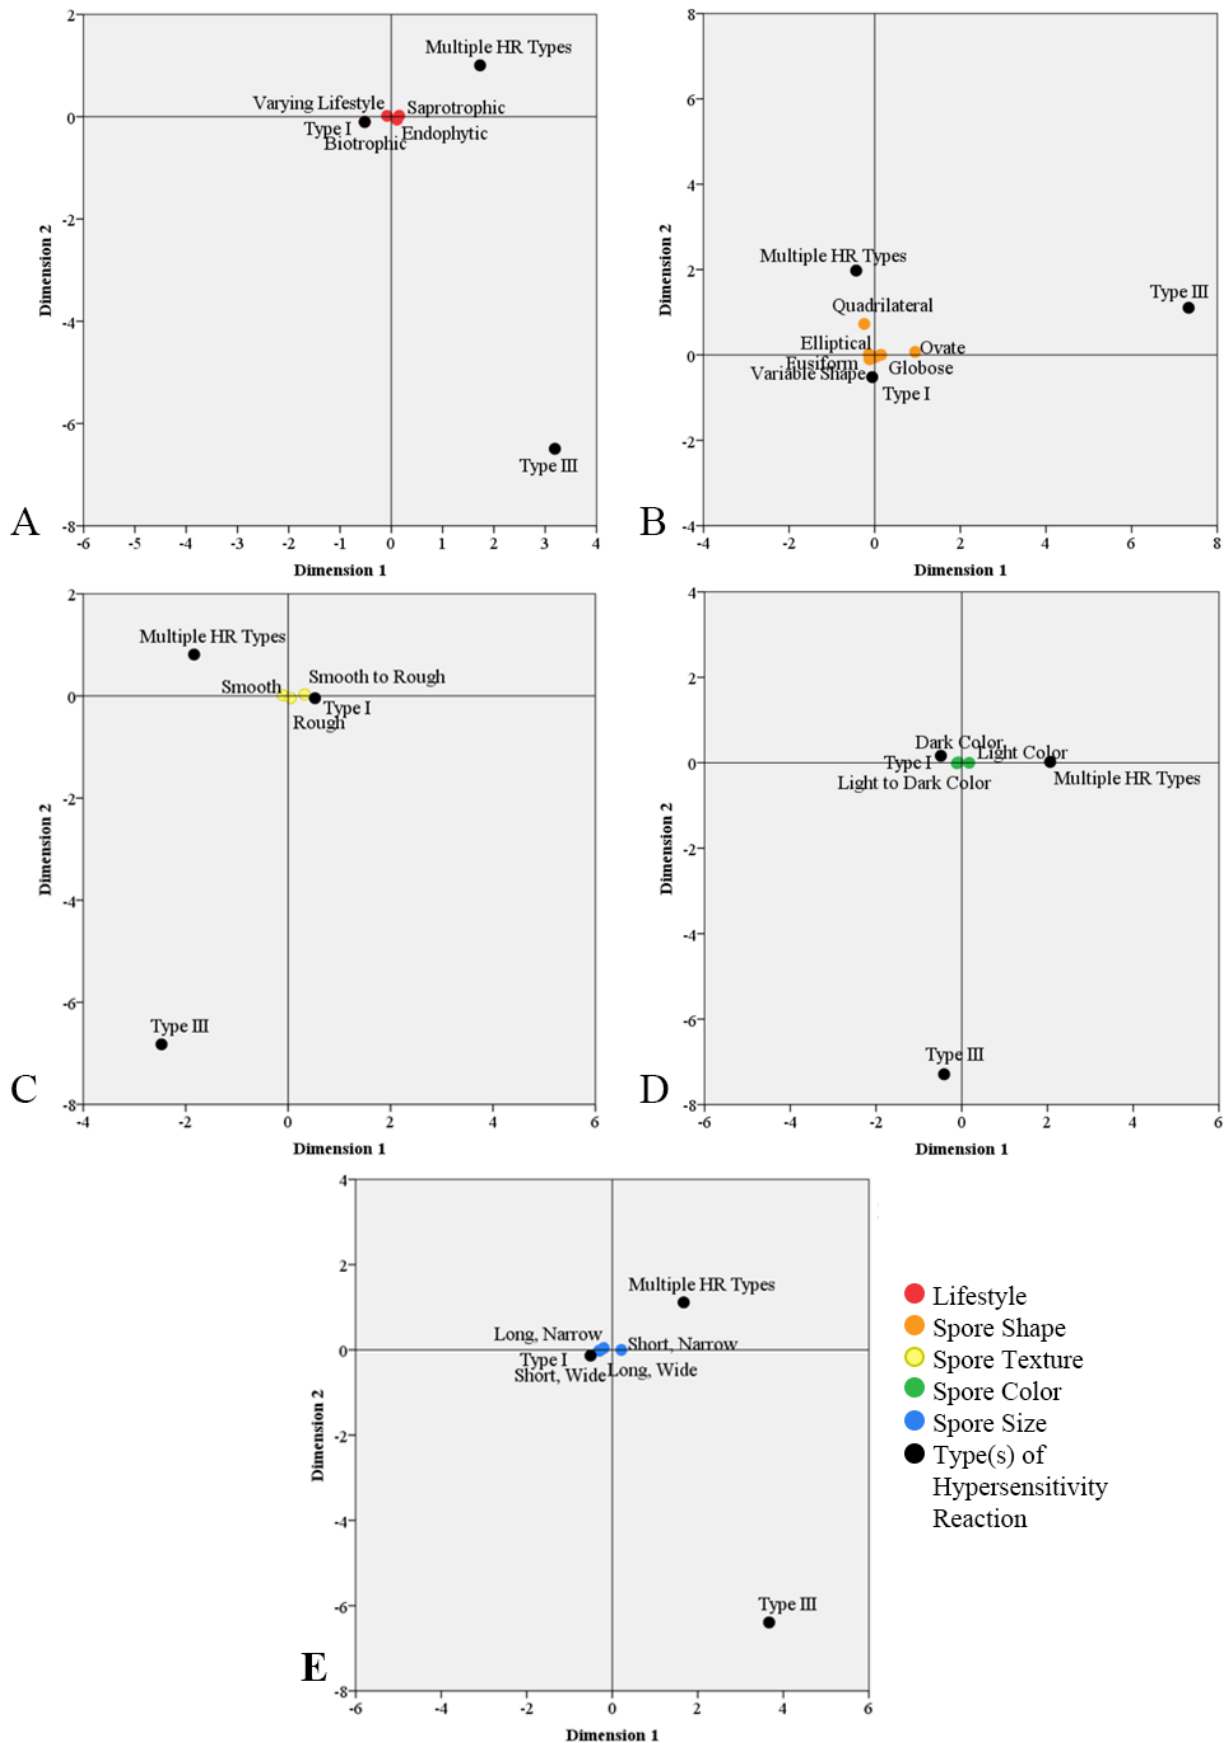 2
0
-2
-4
-6
-8
Dimension 2
Multiple HR Types
Varying Lifestyle
Saprotrophic
Type I
Endophytic
Biotrophic
Type III
A
-6 -5 -4 -3 -2 -1 0 1 2 3 4
Dimension 1
8
6
4
2
0
-2
-4
Dimension 2
Multiple HR Types
Type III
Quadrilateral
Elliptical
Ovate
Fusiform
Globose
Variable Shape
Type I
B
-4 -2 0 2 4 6 8
Dimension 1
2
0
-2
-4
-6
-8
Dimension 2
Multiple HR Types
Smooth to Rough
Smooth
Type I
Rough
Type III
C
-4 -2 0 2 4 6
Dimension 1
4
2
0
-2
-4
-6
-8
Dimension 2
Dark Color
Light Color
Type I
Multiple HR Types
Light to Dark Color
Type III
D
-6 -4 -2 0 2 4 6
Dimension 1
4
2
0
-2
-4
-6
-8
Dimension 2
Multiple HR Types
Long, Narrow
Short, Narrow
Type I
Short, Wide
Long, Wide
Type III
E
-6 -4 -2 0 2 4 6
Dimension 1
Lifestyle
Spore Shape
Spore Texture
Spore Color
Spore Size
Type(s) of
Hypersensitivity
Reaction